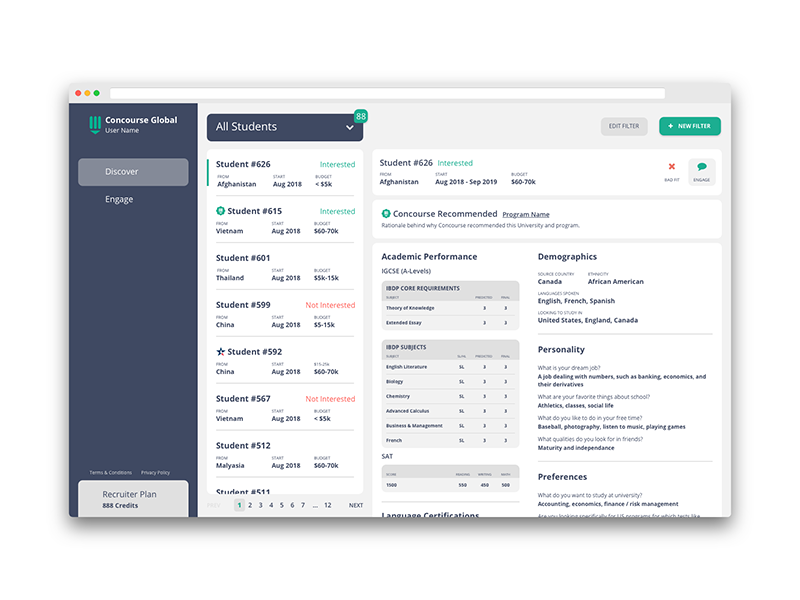 Concourse Global
User Name
Discover
Engage
Terms & Conditions Privacy Policy
Recruiter Plan
888 Credits
All Students
88
EDIT FILTER
+ NEW FILTER
Student #626 Interested
FROM START BUDGET
Afghanistan Aug 2018 < $5k
Student #615 Interested
FROM START BUDGET
Vietnam Aug 2018 $60-70k
Student #601
FROM START BUDGET
Thailand Aug 2018 $5k-15k
Student #599 Not Interested
FROM START BUDGET
China Aug 2018 $5-15k
Student #592
FROM START $15-25k
China Aug 2018 $60-70k
Student #567 Not Interested
FROM START BUDGET
Vietnam Aug 2018 < $5k
Student #512
FROM START BUDGET
Malyasia Aug 2018 $60-70k
Student #511
PREV 1 2 3 4 5 6 7 ... 12 NEXT
Student #626 Interested
FROM START BUDGET
Afghanistan Aug 2018 - Sep 2019 $60-70k
BAD FIT
ENGAGE
Concourse Recommended Program Name
Rationale behind why Concourse recommended this University and program.
Academic Performance
IGCSE (A-Levels)
IBDP CORE REQUIREMENTS
SUBJECT PREDICTED FINAL
Theory of Knowledge 3 3
Extended Essay 3 3
IBDP SUBJECTS
SUBJECT PREDICTED FINAL
English Literature SL 3 3
Biology SL 3 3
Chemistry SL 3 3
Advanced Calculus SL 3 3
Business & Management SL 3 3
French SL 3 3
SAT
SCORE READING WRITING MATH
1500 550 450 500
Language Certifications
Demographics
SOURCE COUNTRY ETHNICITY
Canada African American
LANGUAGES SPOKEN
English, French, Spanish
LOOKING TO STUDY IN
United States, England, Canada
Personality
What is your dream job?
A job dealing with numbers, such as banking, economics, and
their derivatives
What are your favorite things about school?
Athletics, classes, social life
What do you like to do in your free time?
Baseball, photography, listen to music, playing games
What qualities do you look for in friends?
Maturity and independance
Preferences
What do you want to study at university?
Accounting, economics, finance / risk management
Are you looking specifically for US programs for which tests like